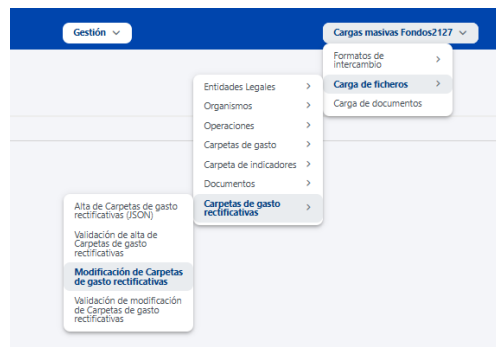 Gestión
Cargas masivas Fondos2127
Formatos de
intercambio
Carga de ficheros
Carga de documentos
Entidades Legales
Organismos
Operaciones
Carpetas de gasto
Carpeta de indicadores
Documentos
Carpetas de gasto
rectificativas
Alta de Carpetas de gasto
rectificativas (JSON)
Validación de alta de
Carpetas de gasto
rectificativas
Modificación de Carpetas
de gasto rectificativas
Validación de modificación
de Carpetas de gasto
rectificativas